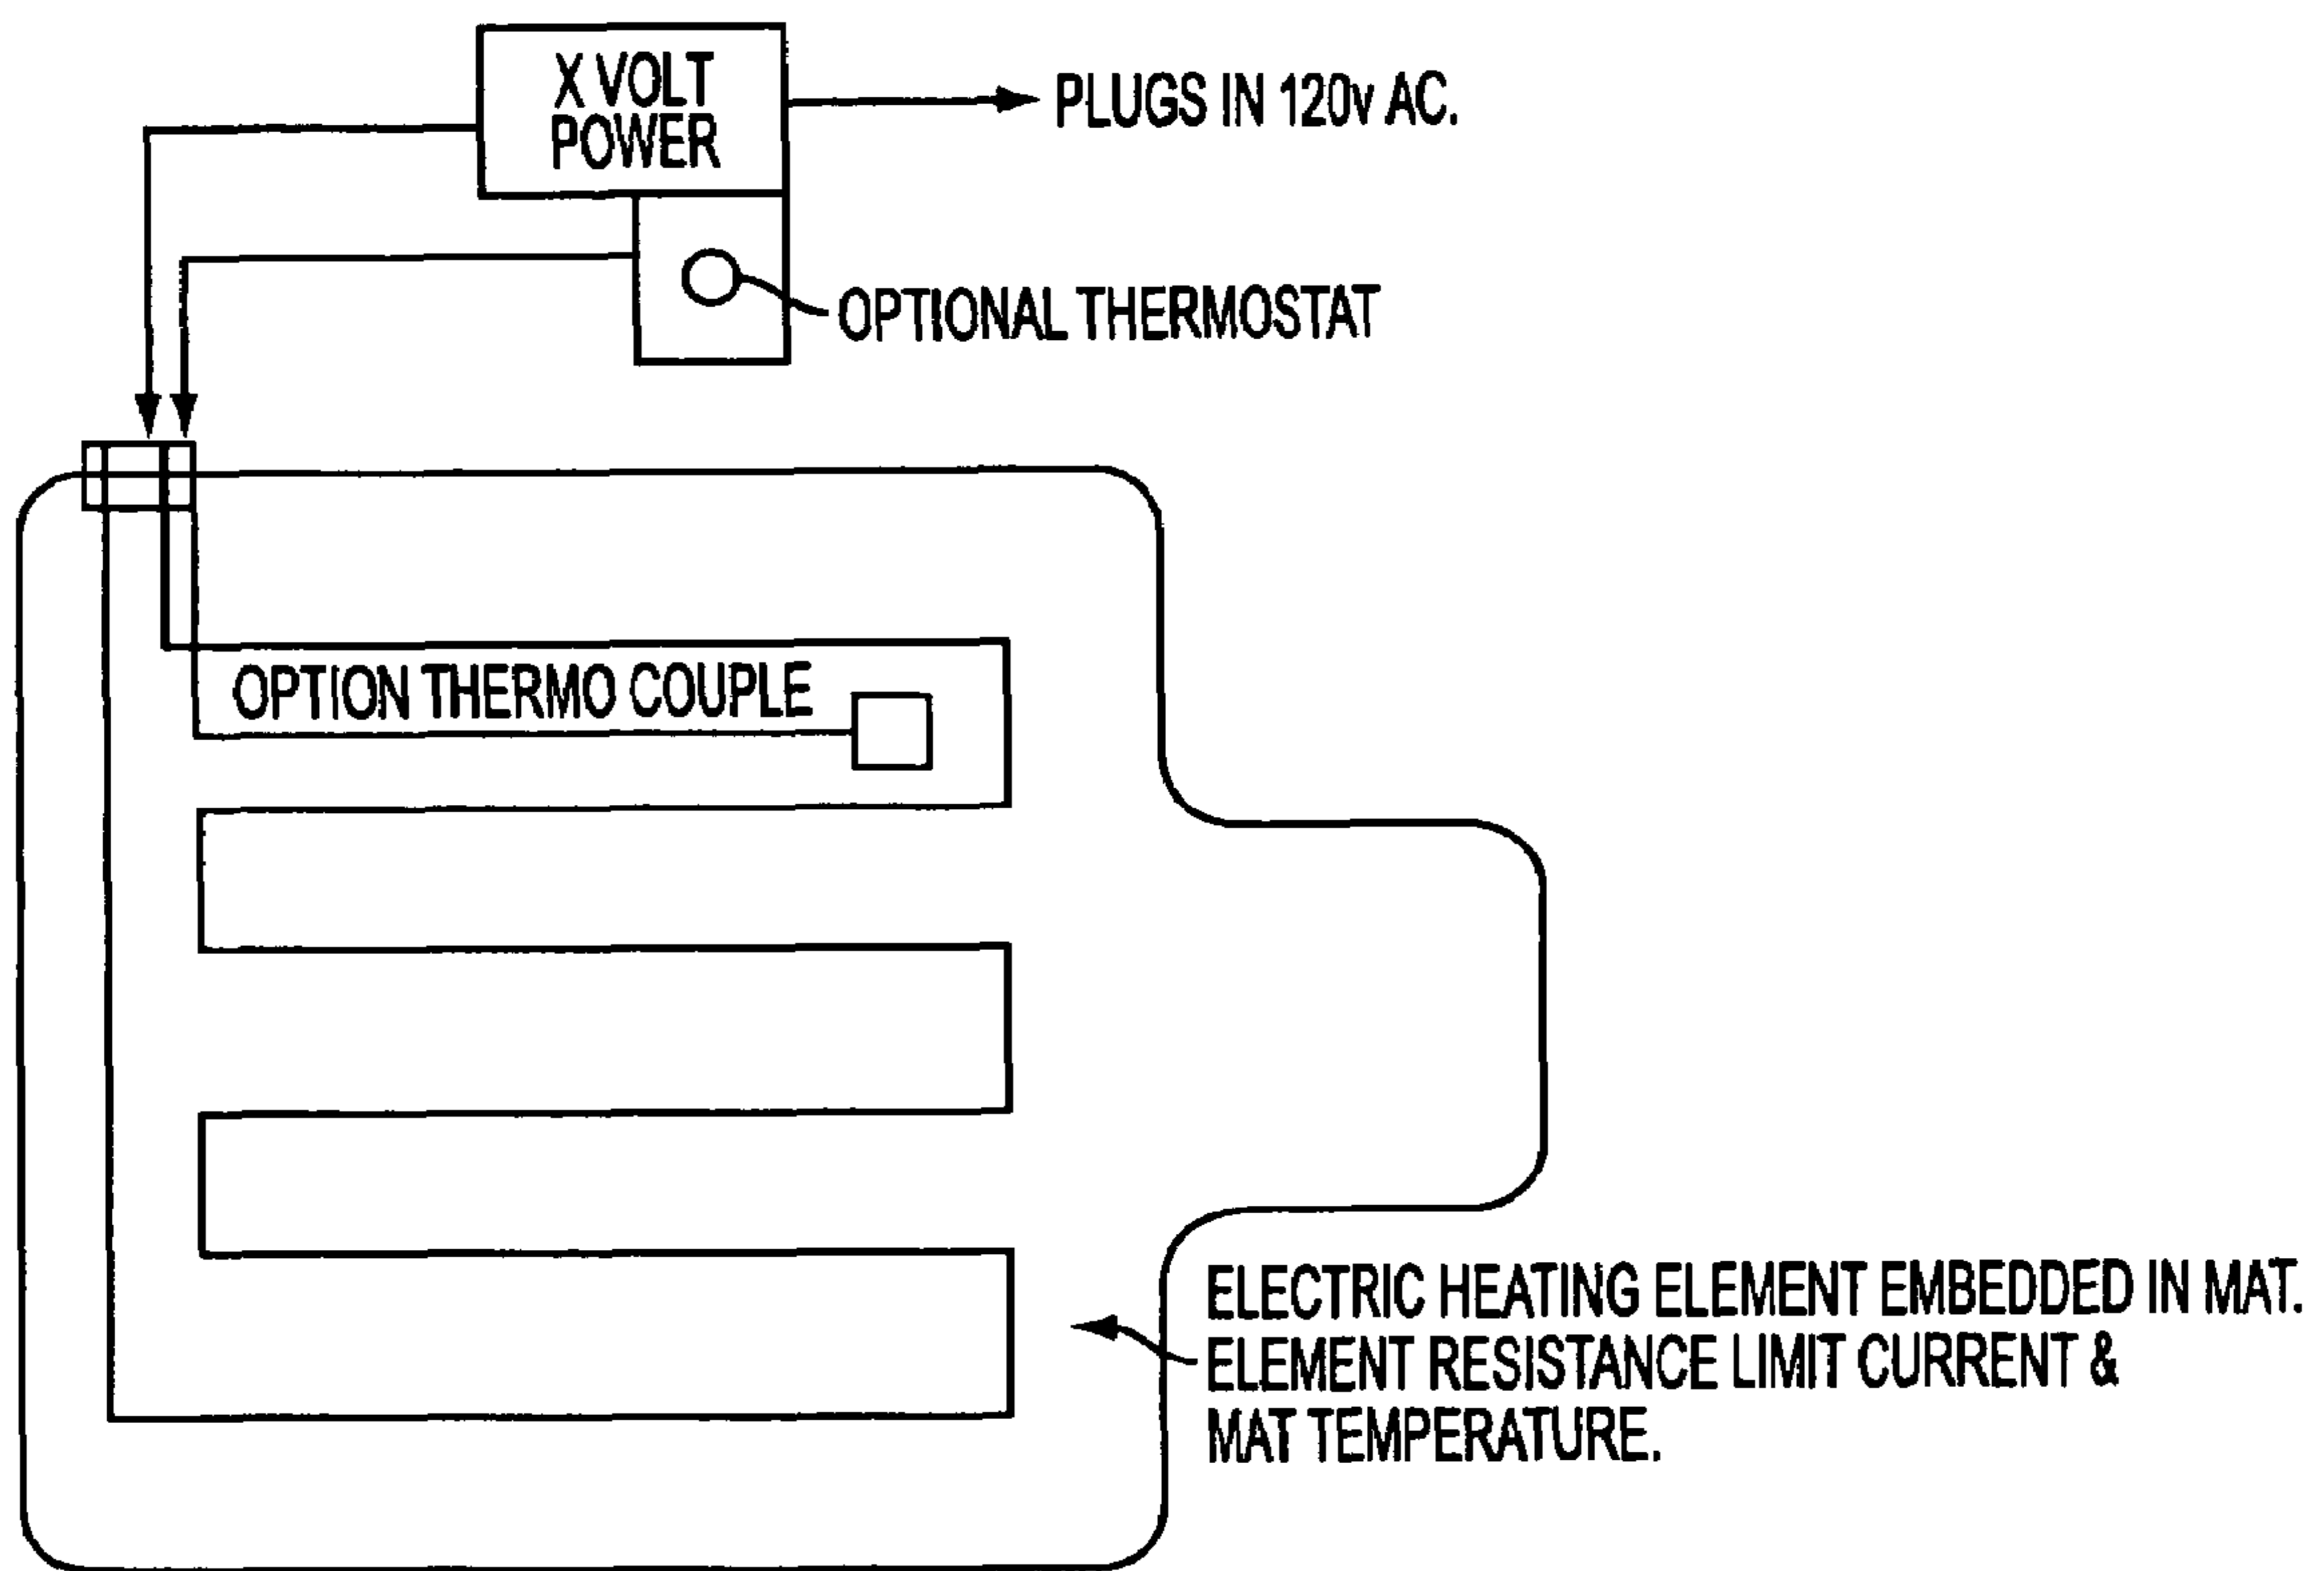 X VOLT
POWER
PLUGS IN 120v AC.
OPTIONAL THERMOSTAT
OPTION THERMO COUPLE
ELECTRIC HEATING ELEMENT EMBEDDED IN MAT.
ELEMENT RESISTANCE LIMIT CURRENT &
MAT TEMPERATURE.